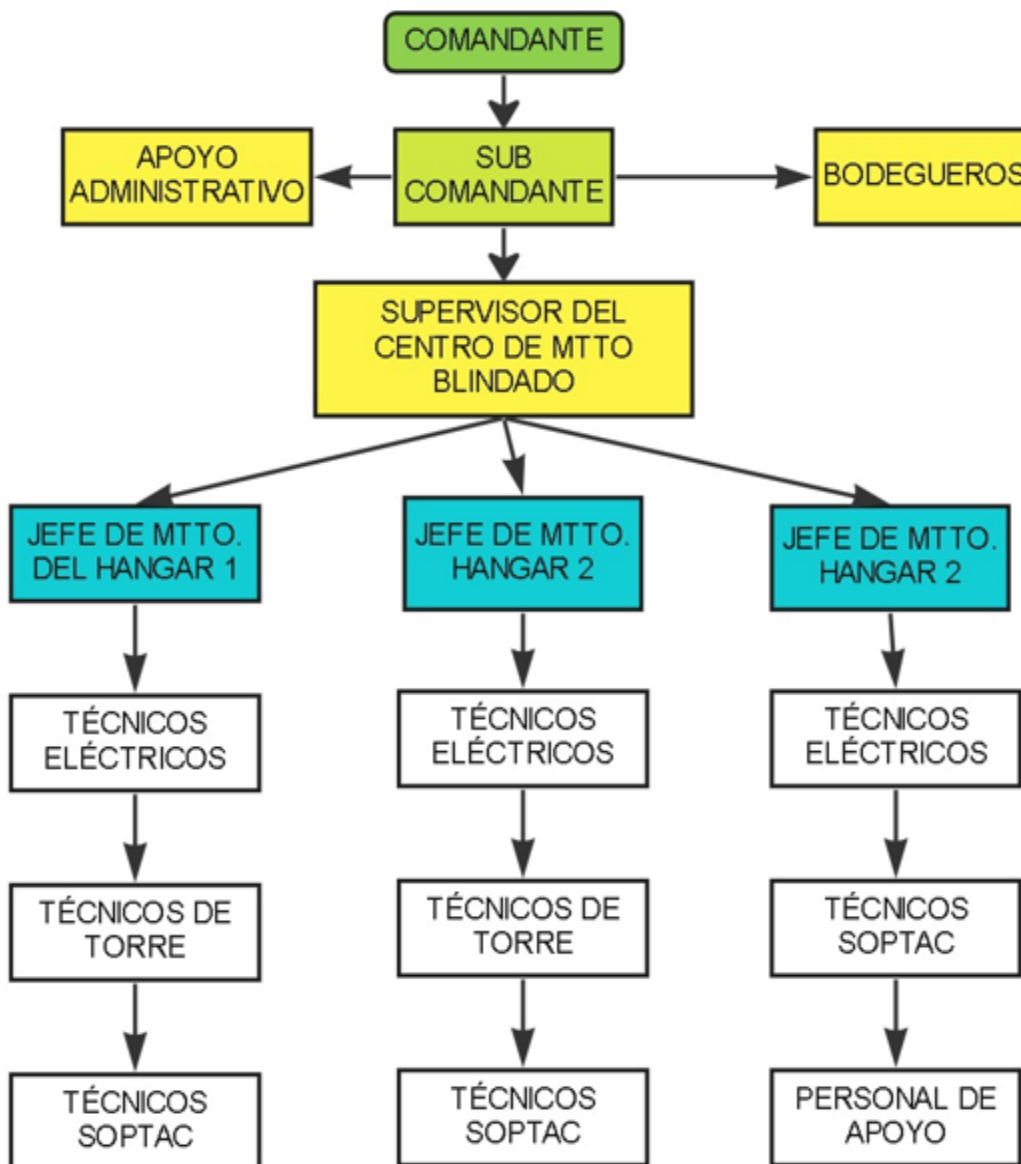 COMANDANTE
APOYO
ADMINISTRATIVO
SUB
COMANDANTE
BODEGUEROS
SUPERVISOR DEL
CENTRO DE MTTO
BLINDADO
JEFE DE MTTO.
DEL HANGAR 1
JEFE DE MTTO.
HANGAR 2
JEFE DE MTTO.
HANGAR 2
TÉCNICOS
ELÉCTRICOS
TÉCNICOS
ELÉCTRICOS
TÉCNICOS
ELÉCTRICOS
TÉCNICOS DE
TORRE
TÉCNICOS DE
TORRE
TÉCNICOS
SOPTAC
TÉCNICOS
SOPTAC
TÉCNICOS
SOPTAC
PERSONAL DE
APOYO